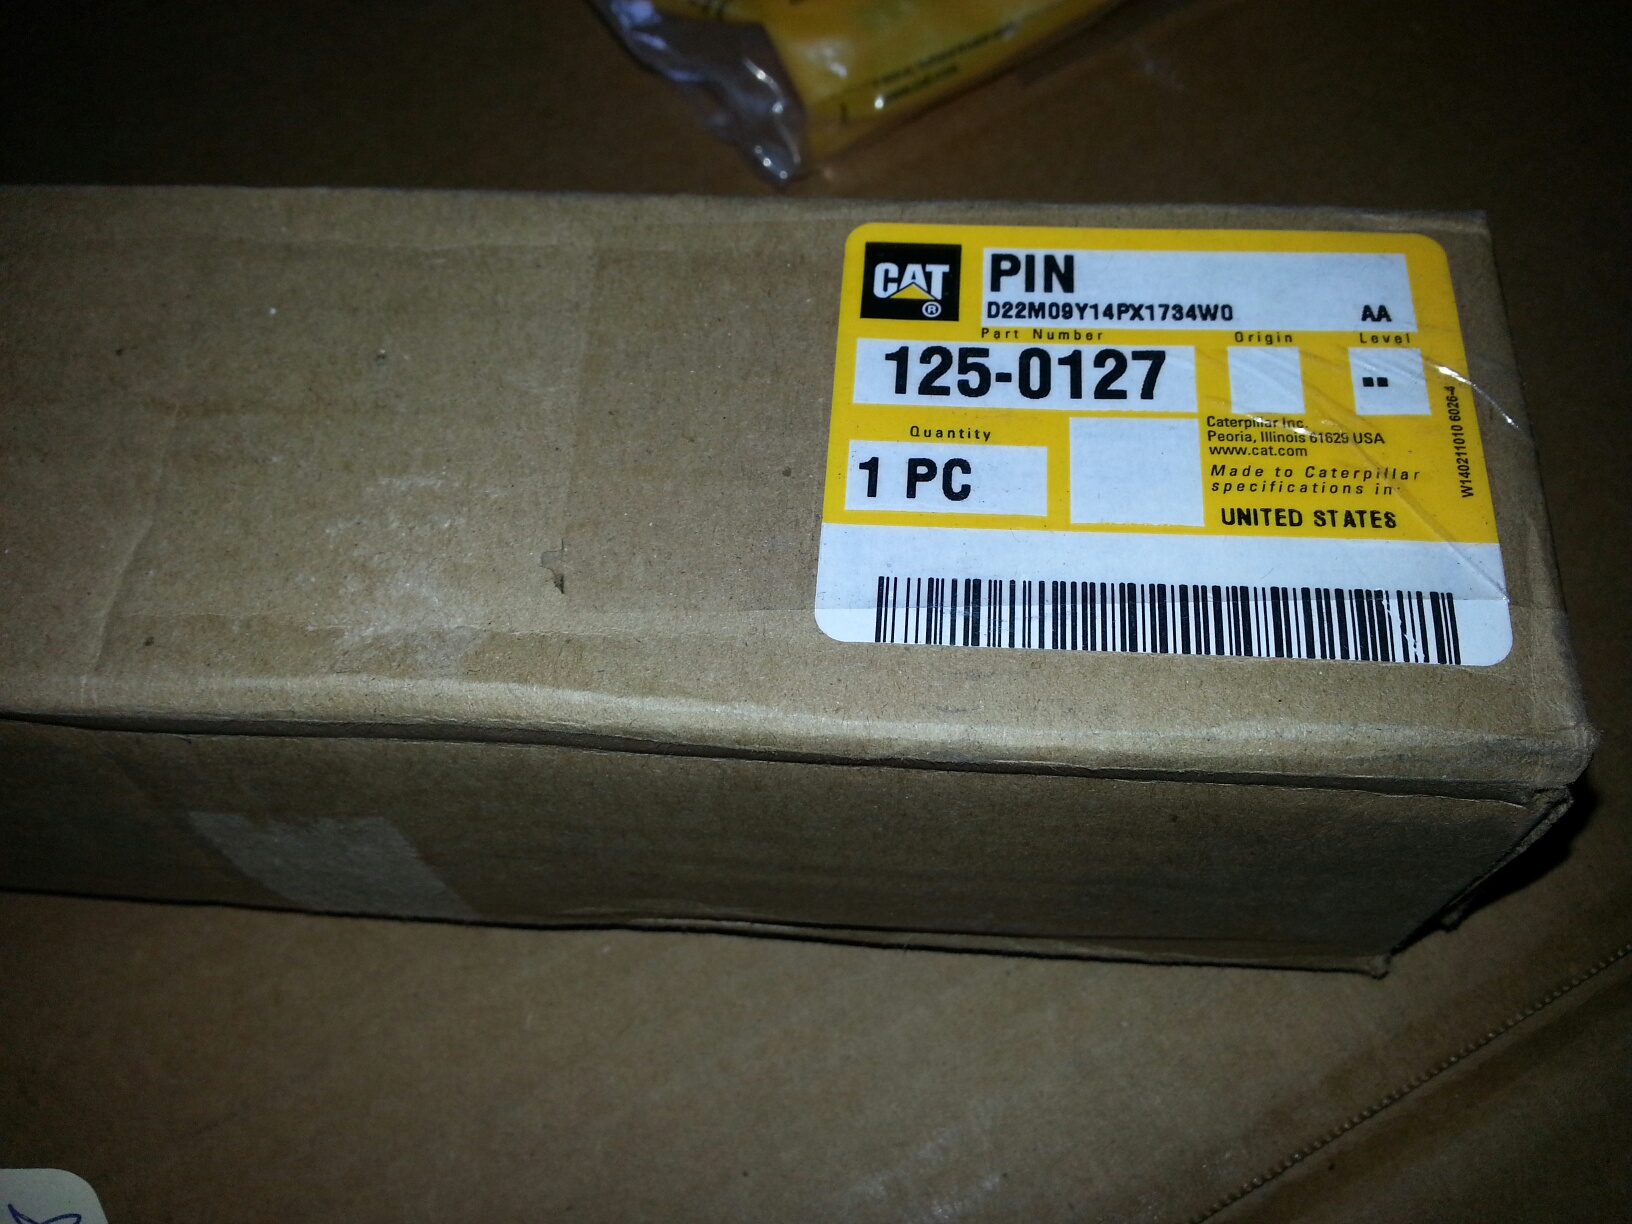 CAT
®
PIN
D22M09Y14PX1734W0 AA
Part Number Origin Level
125-0127 --
Quantity
1 PC
Caterpillar Inc.
Peoria, Illinois 61629 USA
www.cat.com
Made to Caterpillar
specifications in
UNITED STATES
W140211010 6026-4